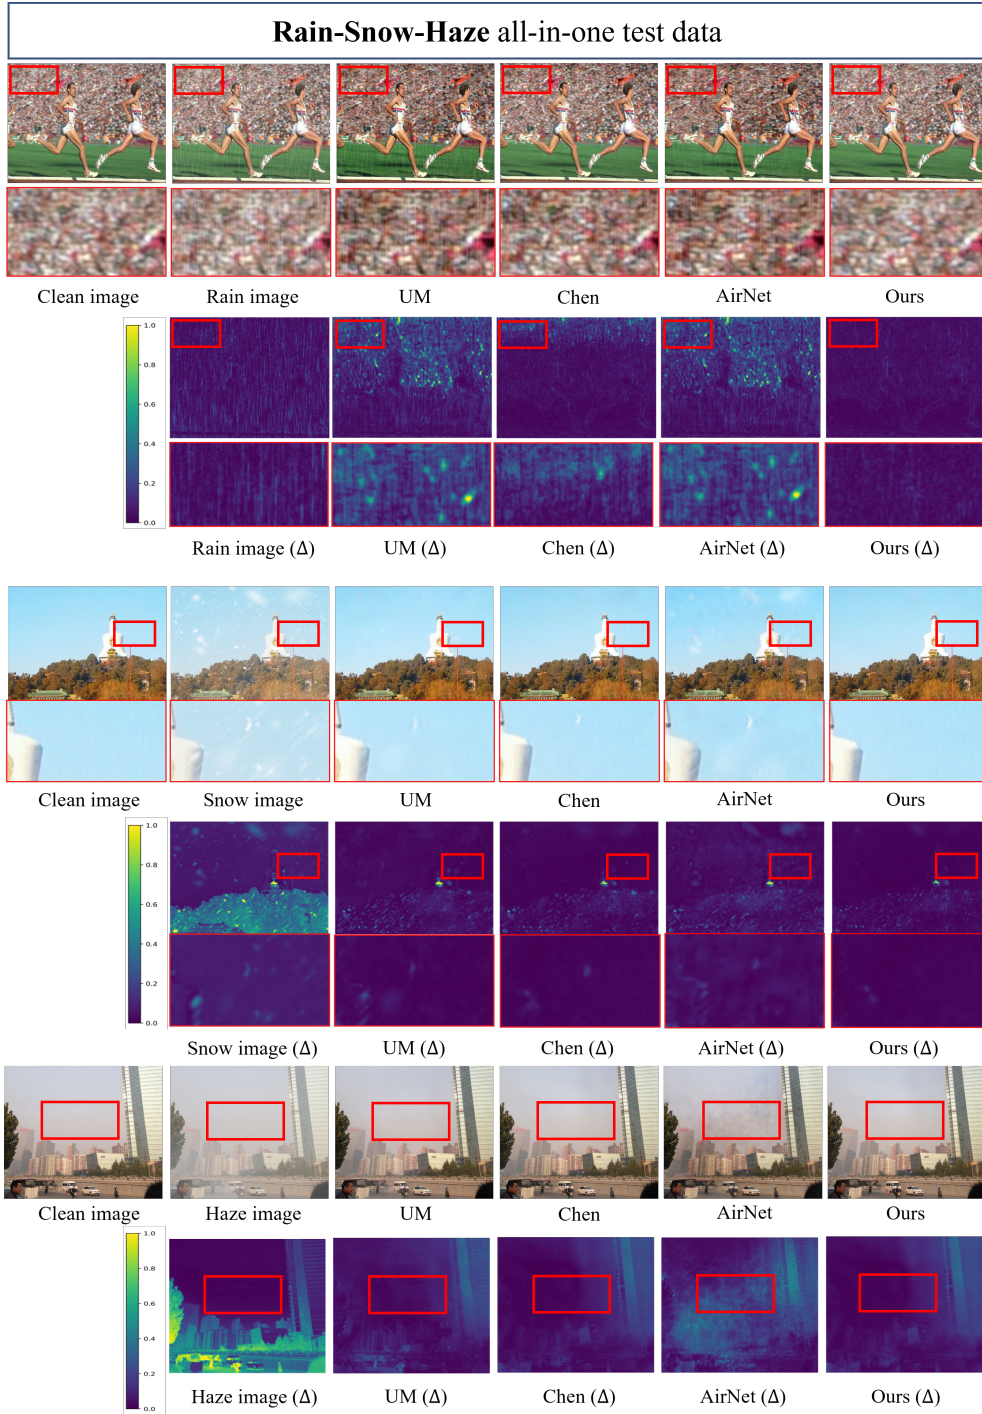 Rain-Snow-Haze all-in-one test data
Clean image Rain image UM Chen AirNet Ours
1.0
0.8
0.6
0.4
0.2
0.0
Rain image (Δ) UM (Δ) Chen (Δ) AirNet (Δ) Ours (Δ)
Clean image Snow image UM Chen AirNet Ours
1.0
0.8
0.6
0.4
0.2
0.0
Snow image (Δ) UM (Δ) Chen (Δ) AirNet (Δ) Ours (Δ)
Clean image Haze image UM Chen AirNet Ours
1.0
0.8
0.6
0.4
0.2
0.0
Haze image (Δ) UM (Δ) Chen (Δ) AirNet (Δ) Ours (Δ)